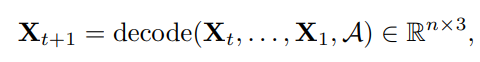 X_{t+1} = decode(X_t, . . . , X_1, 𝒜) ∈ ℝ^{n×3},